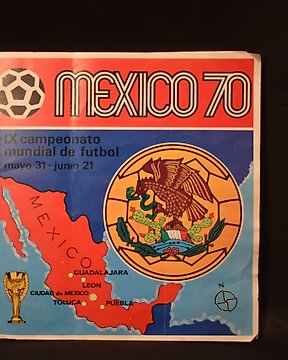 MEXICO 70
IX campeonato
mundial de futbol
mayo 31 - junio 21
MEXICO
GUADALAJARA
LEON
CIUDAD de MEXICO
TOLUCA
PUEBLA
N